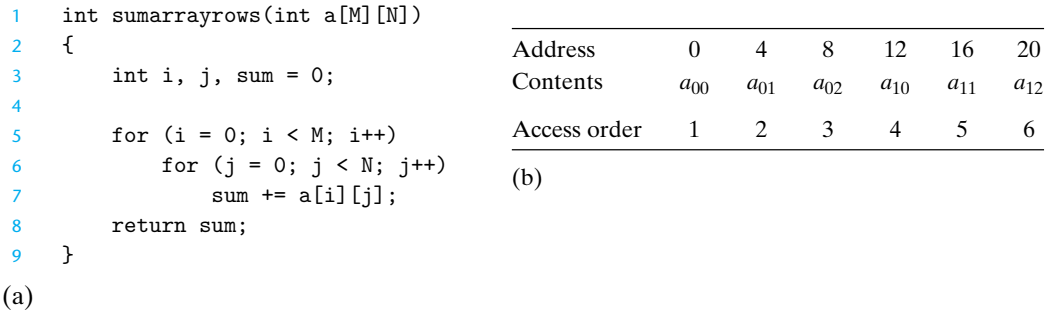 1 int sumarrayrows(int a[M][N])
2 {
3 int i, j, sum = 0;
4
5 for (i = 0; i < M; i++)
6 for (j = 0; j < N; j++)
7 sum += a[i][j];
8 return sum;
9 }
(a)
Address 0 4 8 12 16 20
Contents a00 a01 a02 a10 a11 a12
Access order 1 2 3 4 5 6
(b)